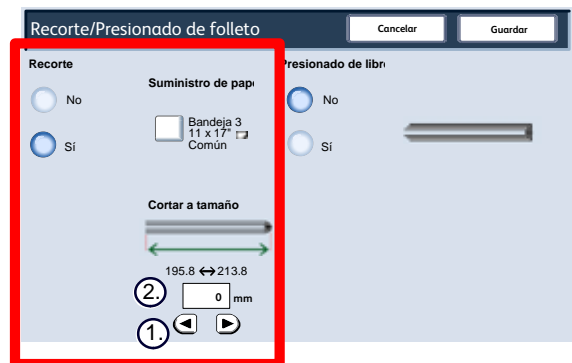 Recorte/Presionado de folleto
Cancelar
Guardar
Recorte
No
Sí
Suministro de pap
Bandeja 3
11 x 17"
Común
Cortar a tamaño
195.8 ↔ 213.8
2.
0 mm
1.
Presionado de libr
No
Sí